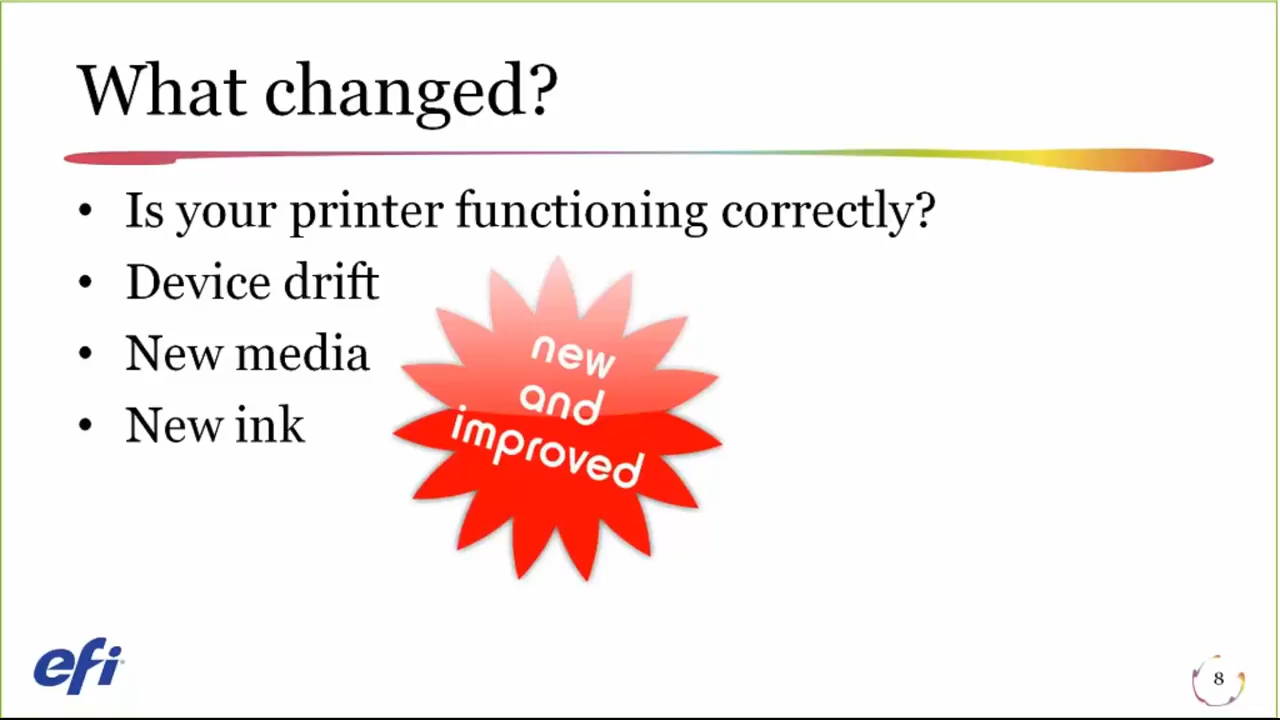 What changed?
• Is your printer functioning correctly?
• Device drift
• New media
• New ink
new
and
improved
efi
8